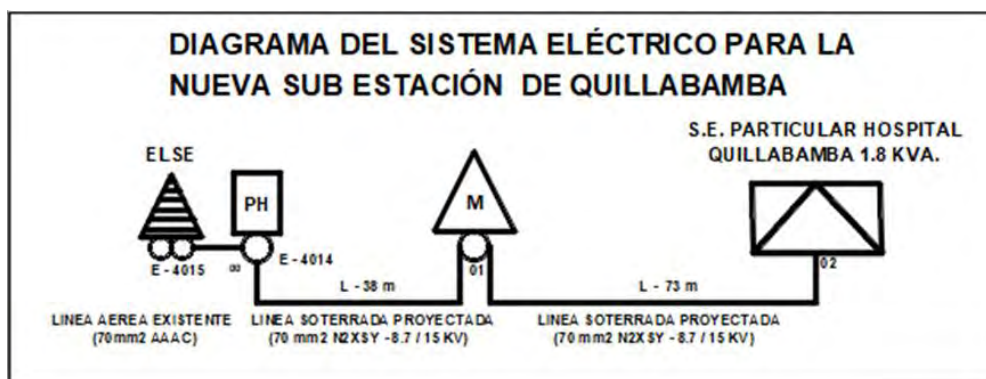 DIAGRAMA DEL SISTEMA ELÉCTRICO PARA LA
NUEVA SUB ESTACIÓN DE QUILLABAMBA
S.E. PARTICULAR HOSPITAL
QUILLABAMBA 1.8 KVA.
ELSE
PH
M
E - 4015
00
E - 4014
01
02
L - 38 m
L - 73 m
LINEA AEREA EXISTENTE
(70mm2 AAAC)
LINEA SOTERRADA PROYECTADA
(70 mm2 N2XSY - 8.7 / 15 KV)
LINEA SOTERRADA PROYECTADA
(70 mm2 N2XSY - 8.7 / 15 KV)